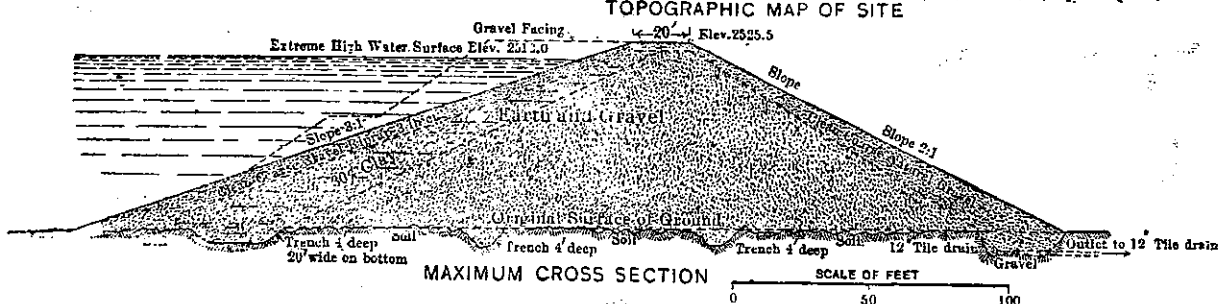 TOPOGRAPHIC MAP OF SITE
Gravel Facing
20'
Elev. 2525.5
Extreme High Water Surface Elev.
Slope
Slope 3:1
Earth and Gravel
Slope 2:1
Original Surface of Ground
Trench 4' deep
20' wide on bottom
Soil
Trench 4' deep
Soil
Trench 4' deep
Soil
12" Tile drain
Gravel
Outlet to 12" Tile drain
MAXIMUM CROSS SECTION
SCALE OF FEET
0 50 100